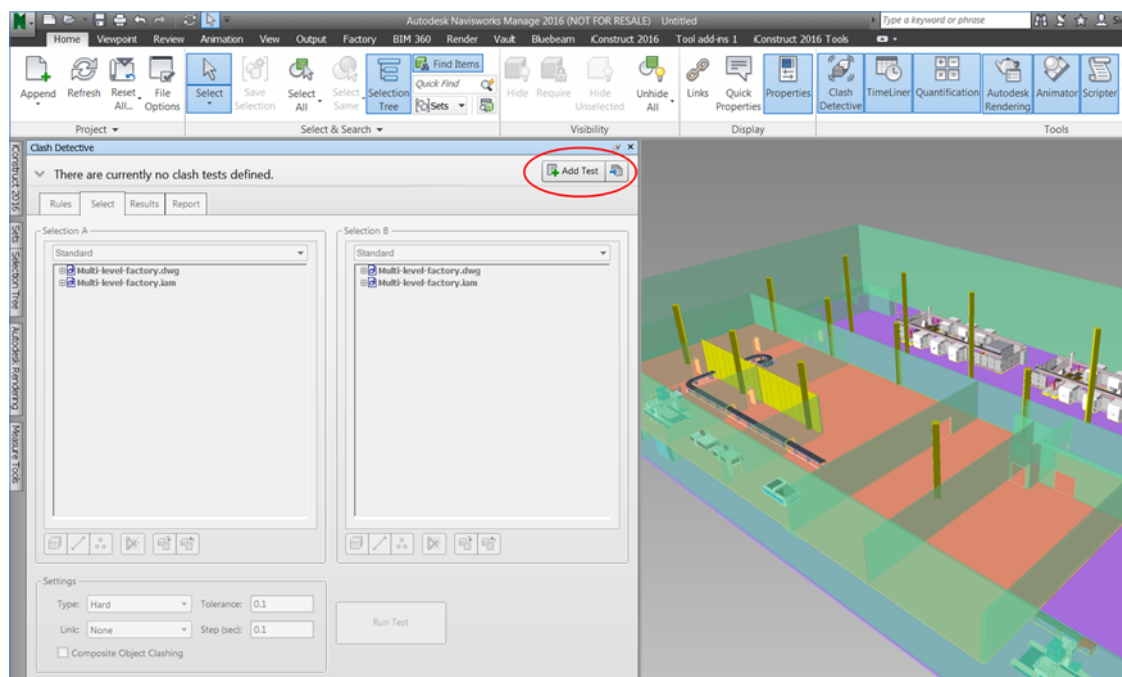 Autodesk Navisworks Manage 2016 (NOT FOR RESALE) Untitled
Type a keyword or phrase
Home Viewpoint Review Animation View Output Factory BIM 360 Render Vault Bluebeam iConstruct 2016 Tool add-ins 1 iConstruct 2016 Tools
Append
Refresh
Reset All...
File Options
Project
Select
Save Selection
Select All
Select Same
Selection Tree
Find Items
Quick Find
Sets
Select & Search
Hide
Require
Hide Unselected
Unhide All
Visibility
Links
Quick Properties
Properties
Display
Clash Detective
TimeLiner
Quantification
Autodesk Rendering
Animator
Scripter
Tools
iConstruct 2016
Sets
Selection Tree
Autodesk Rendering
Measure Tools
Clash Detective
There are currently no clash tests defined.
Add Test
Rules Select Results Report
Selection A
Standard
Multi-level-factory.dwg
Multi-level-factory.iam
Selection B
Standard
Multi-level-factory.dwg
Multi-level-factory.iam
Settings
Type: Hard Tolerance: 0.1
Link: None Step (sec): 0.1
Composite Object Clashing
Run Test